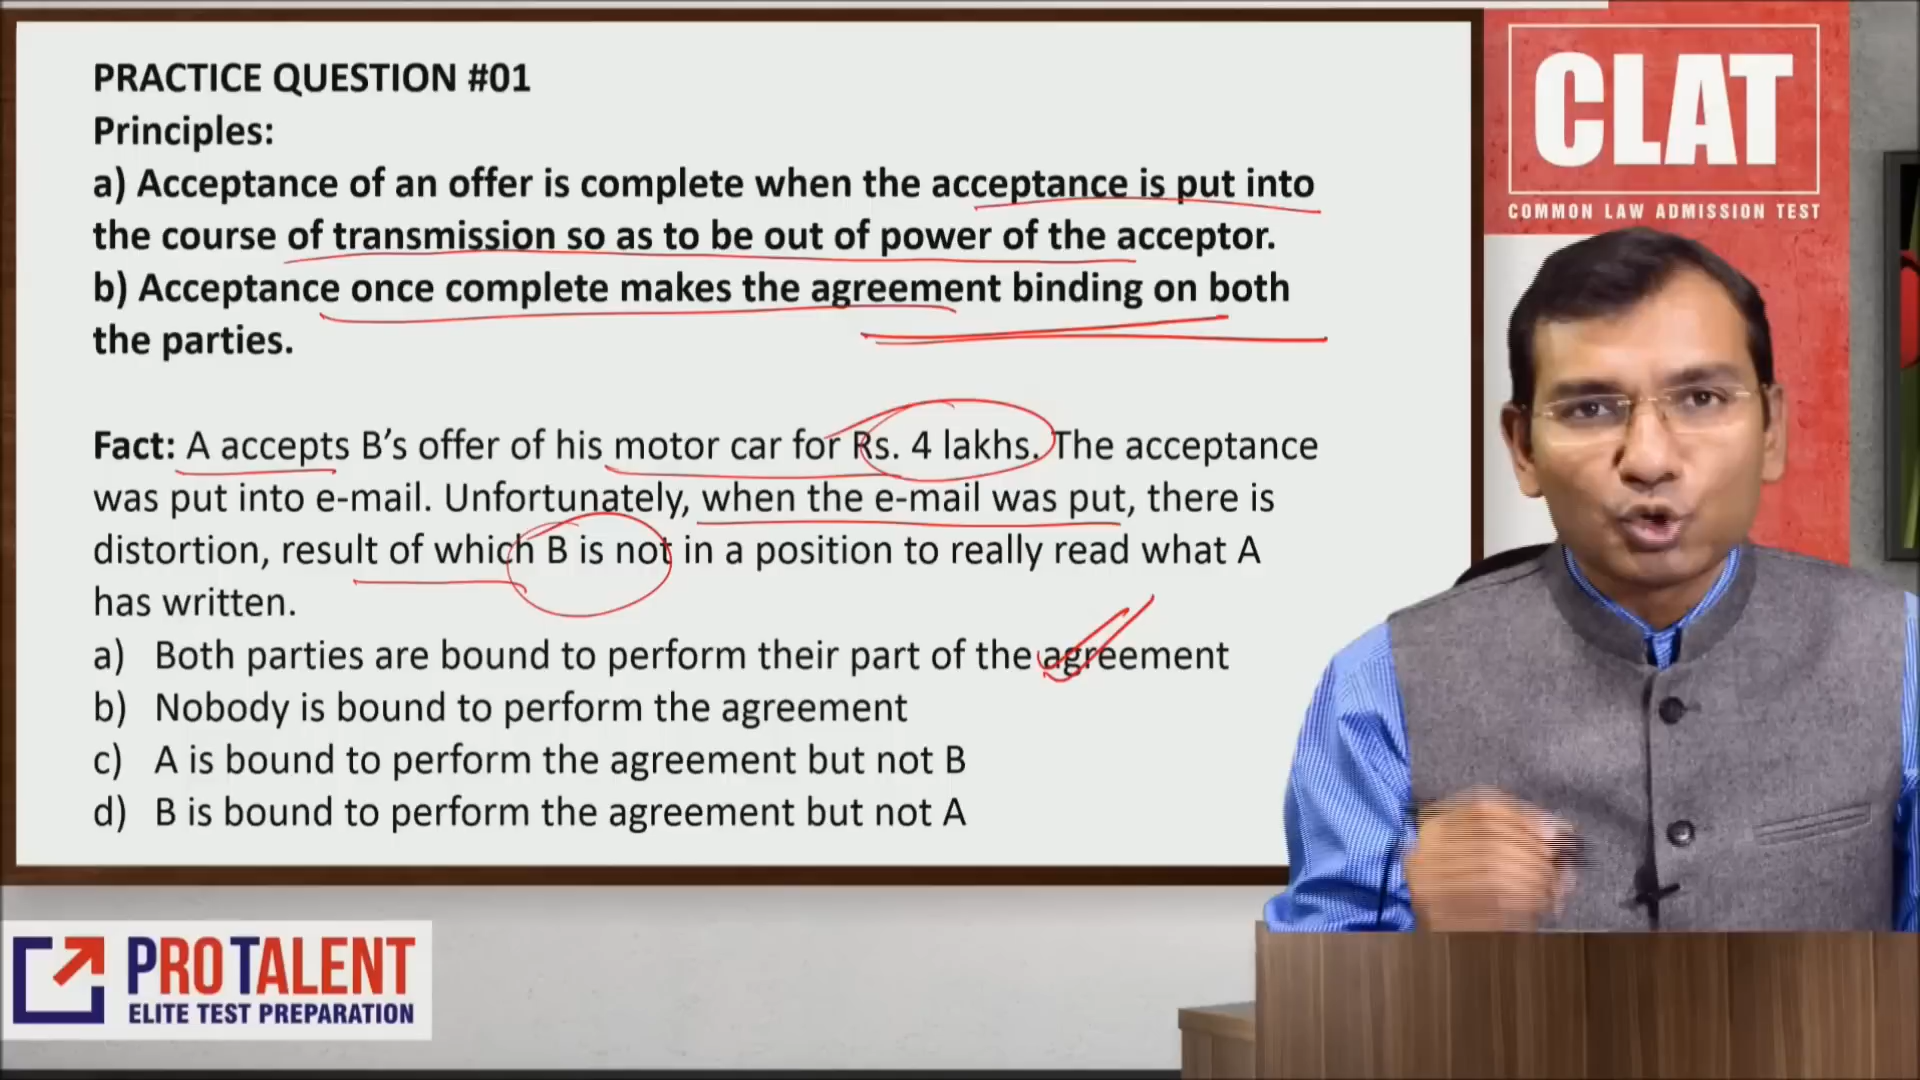 PRACTICE QUESTION #01
Principles:
a) Acceptance of an offer is complete when the acceptance is put into
the course of transmission so as to be out of power of the acceptor.
b) Acceptance once complete makes the agreement binding on both
the parties.
Fact: A accepts B’s offer of his motor car for Rs. 4 lakhs. The acceptance
was put into e-mail. Unfortunately, when the e-mail was put, there is
distortion, result of which B is not in a position to really read what A
has written.
a) Both parties are bound to perform their part of the agreement
b) Nobody is bound to perform the agreement
c) A is bound to perform the agreement but not B
d) B is bound to perform the agreement but not A
CLAT
COMMON LAW ADMISSION TEST
PROTALENT
ELITE TEST PREPARATION